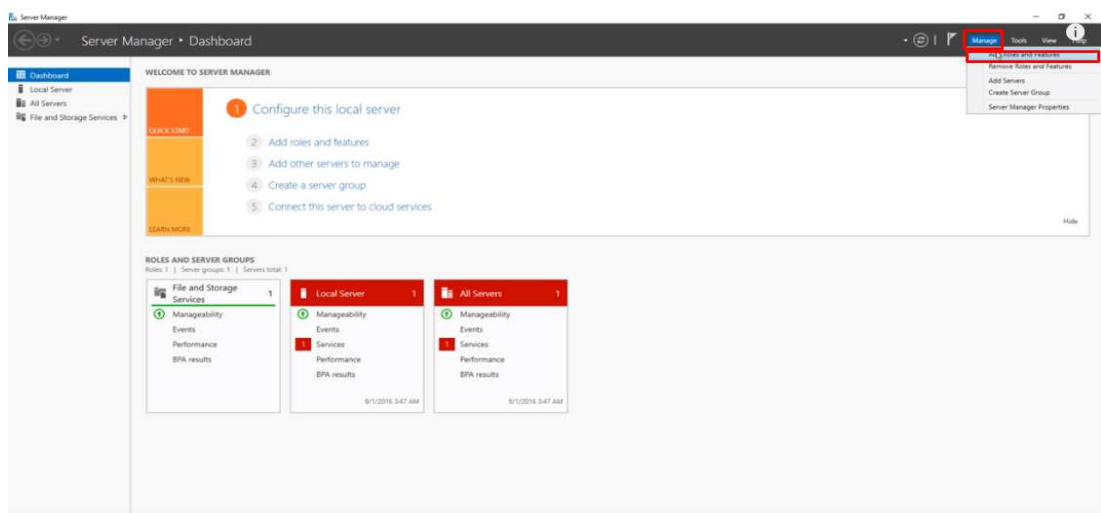 Server Manager
Server Manager • Dashboard
Manage Tools View Help
Add Roles and Features
Remove Roles and Features
Add Servers
Create Server Group
Server Manager Properties
Dashboard
Local Server
All Servers
File and Storage Services
WELCOME TO SERVER MANAGER
QUICK START
WHAT'S NEW
LEARN MORE
1 Configure this local server
2 Add roles and features
3 Add other servers to manage
4 Create a server group
5 Connect this server to cloud services
Hide
ROLES AND SERVER GROUPS
Roles: 1 | Server groups: 1 | Servers total: 1
File and Storage
Services 1
Manageability
Events
Performance
BPA results
Local Server 1
Manageability
Events
1 Services
Performance
BPA results
9/1/2016 3:47 AM
All Servers 1
Manageability
Events
1 Services
Performance
BPA results
9/1/2016 3:47 AM